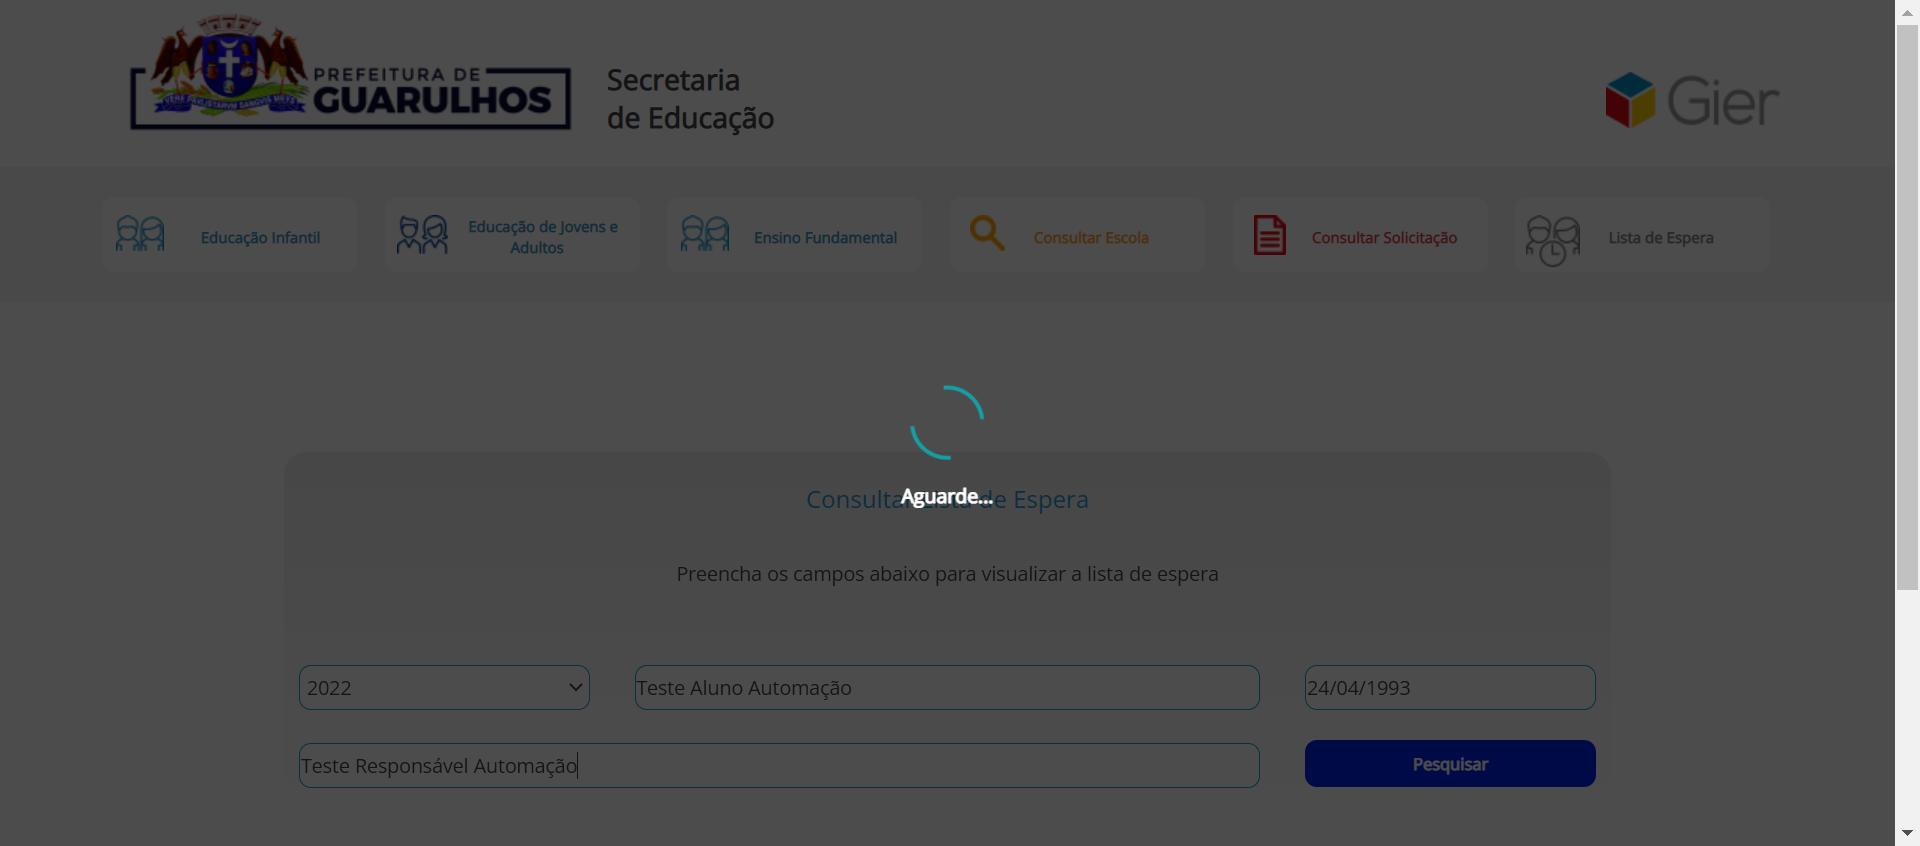 PREFEITURA DE
GUARULHOS
Secretaria
de Educação
Gier
Educação Infantil
Educação de Jovens e
Adultos
Ensino Fundamental
Consultar Escola
Consultar Solicitação
Lista de Espera
Aguarde...
Consultar Lista de Espera
Preencha os campos abaixo para visualizar a lista de espera
2022
Teste Aluno Automação
24/04/1993
Teste Responsável Automação
Pesquisar